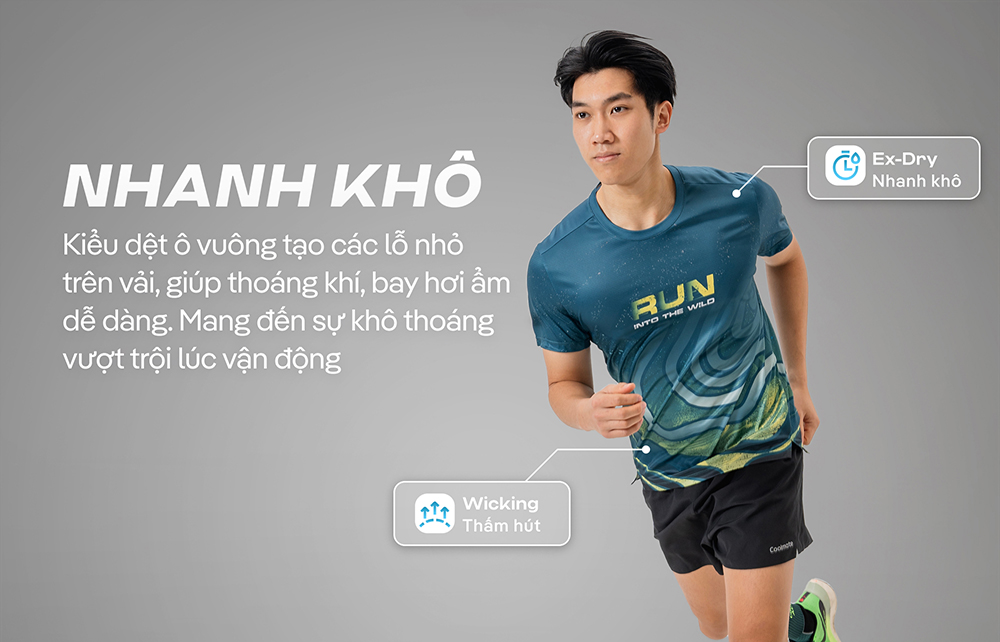 NHANH KHÔ
Kiểu dệt ô vuông tạo các lỗ nhỏ
trên vải, giúp thoáng khí, bay hơi ẩm
dễ dàng. Mang đến sự khô thoáng
vượt trội lúc vận động
Ex-Dry
Nhanh khô
RUN
INTO THE WILD
Wicking
Thấm hút
Coolmate